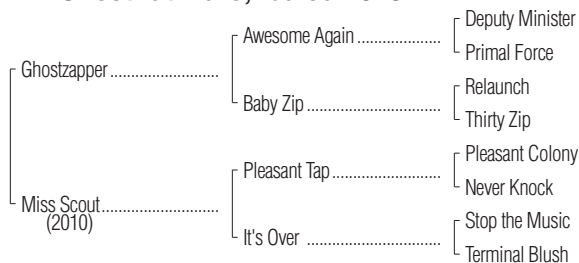 Deputy Minister
Awesome Again
Primal Force
Ghostzapper
Relaunch
Baby Zip
Thirty Zip
Pleasant Colony
Pleasant Tap
Never Knock
Miss Scout
(2010)
Stop the Music
It's Over
Terminal Blush